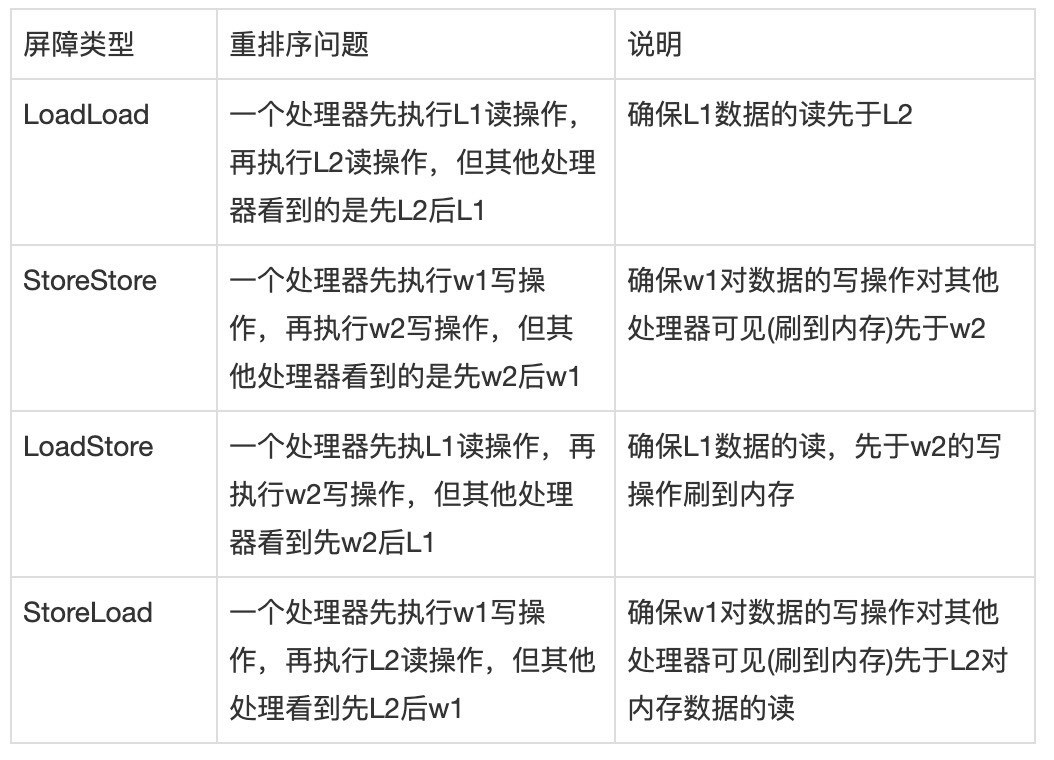 屏障类型
重排序问题
说明
LoadLoad
一个处理器先执行L1读操作，
再执行L2读操作，但其他处理
器看到的是先L2后L1
确保L1数据的读先于L2
StoreStore
一个处理器先执行w1写操
作，再执行w2写操作，但其
他处理器看到的是先w2后w1
确保w1对数据的写操作对其他
处理器可见(刷到内存)先于w2
LoadStore
一个处理器先执L1读操作，再
执行w2写操作，但其他处理
器看到先w2后L1
确保L1数据的读，先于w2的写
操作刷到内存
StoreLoad
一个处理器先执行w1写操
作，再执行L2读操作，但其他
处理看到先L2后w1
确保w1对数据的写操作对其他
处理器可见(刷到内存)先于L2对
内存数据的读